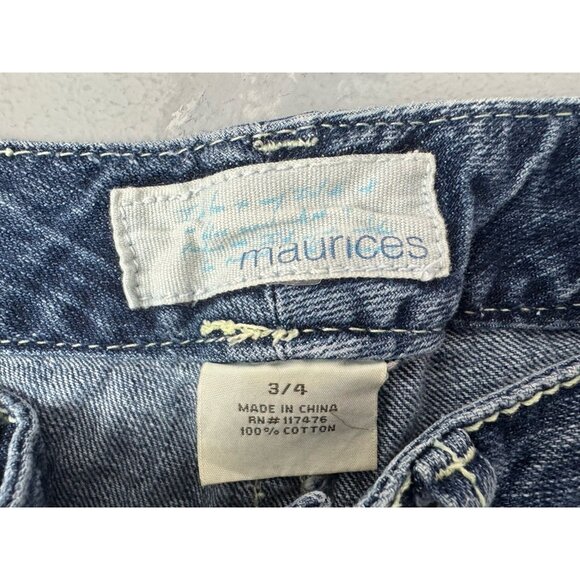 maurices
3/4
MADE IN CHINA
RN# 117476
100% COTTON